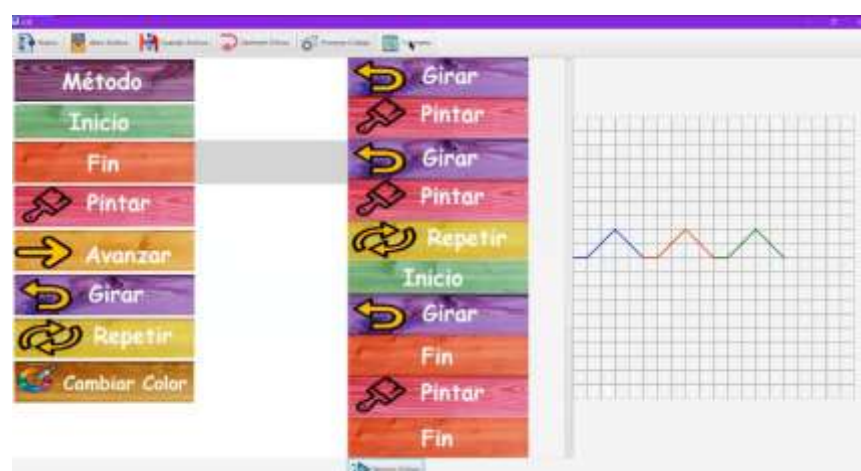 Método
Inicio
Fin
Pintar
Avanzar
Girar
Repetir
Cambiar Color
Girar
Pintar
Girar
Pintar
Repetir
Inicio
Girar
Fin
Pintar
Fin